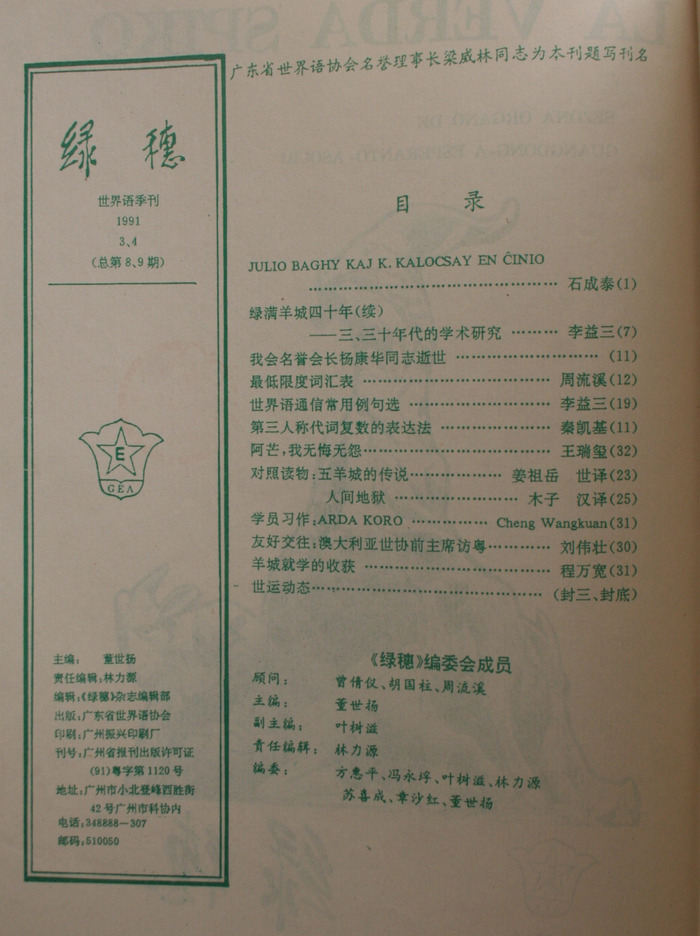 广东省世界语协会名誉理事长梁威林同志为本刊题写刊名
绿穗
世界语季刊
1991
3、4
(总第8、9期)
E
GEA
主编: 董世扬
责任编辑:林力源
编辑:《绿穗》杂志编辑部
出版:广东省世界语协会
印刷:广州振兴印刷厂
刊号:广州省报刊出版许可证
(91)粤字第1120号
地址:广州市小北登峰西胜街
42号广州市科协内
电话:348888—307
邮码:510050
目录
JULIO BAGHY KAJ K. KALOCSAY EN ĈINIO
……………………………………… 石成泰(1)
绿满羊城四十年(续)
——三、三十年代的学术研究 ……… 李益三(7)
我会名誉会长杨康华同志逝世 …………………… (11)
最低限度词汇表 ……………………………… 周流溪(12)
世界语通信常用例句选 ……………………… 李益三(19)
第三人称代词复数的表达法 ………………… 秦凯基(11)
阿芒,我无悔无怨…………………………… 王瑞玺(32)
对照读物:五羊城的传说……………… 姜祖岳 世译(23)
人间地狱 …………………… 木子 汉译(25)
学员习作:ARDA KORO …………… Cheng Wangkuan(31)
友好交往:澳大利亚世协前主席访粤………… 刘伟壮(30)
羊城就学的收获 ……………………………… 程万宽(31)
世运动态……………………………………… (封三、封底)
《绿穗》编委会成员
顾问: 曾倩仪、胡国柱、周流溪
主编: 董世扬
副主编: 叶树滋
责任编辑: 林力源
编委: 方惠平、冯永垺、叶树滋、林力源
苏喜成、章沙红、董世扬